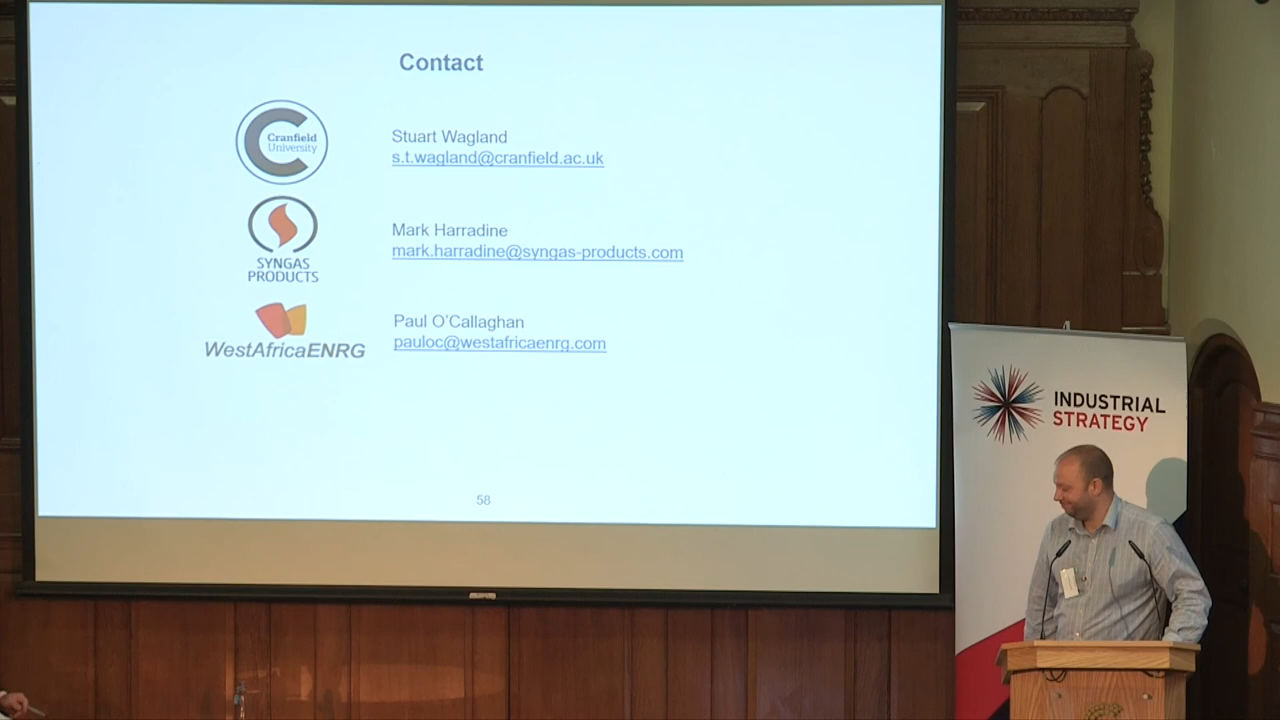 Contact
Cranfield
University
Stuart Wagland
s.t.wagland@cranfield.ac.uk
SYNGAS
PRODUCTS
Mark Harradine
mark.harradine@syngas-products.com
WestAfricaENRG
Paul O'Callaghan
pauloc@westafricaenrg.com
58
INDUSTRIAL
STRATEGY